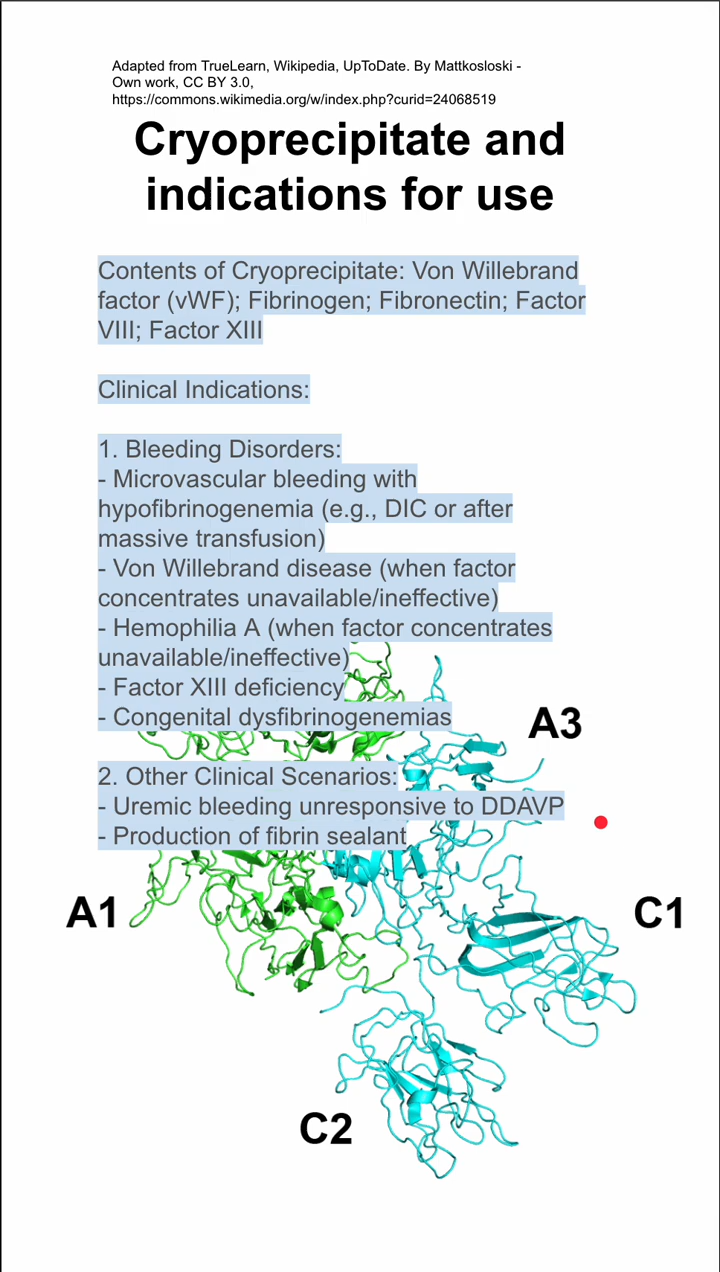 Adapted from TrueLearn, Wikipedia, UpToDate. By Mattkosloski -
Own work, CC BY 3.0,
https://commons.wikimedia.org/w/index.php?curid=24068519
Cryoprecipitate and
indications for use
Contents of Cryoprecipitate: Von Willebrand
factor (vWF); Fibrinogen; Fibronectin; Factor
VIII; Factor XIII
Clinical Indications:
1. Bleeding Disorders:
- Microvascular bleeding with
hypofibrinogenemia (e.g., DIC or after
massive transfusion)
- Von Willebrand disease (when factor
concentrates unavailable/ineffective)
- Hemophilia A (when factor concentrates
unavailable/ineffective)
- Factor XIII deficiency
- Congenital dysfibrinogenemias
A3
2. Other Clinical Scenarios:
- Uremic bleeding unresponsive to DDAVP
- Production of fibrin sealant
A1
C1
C2